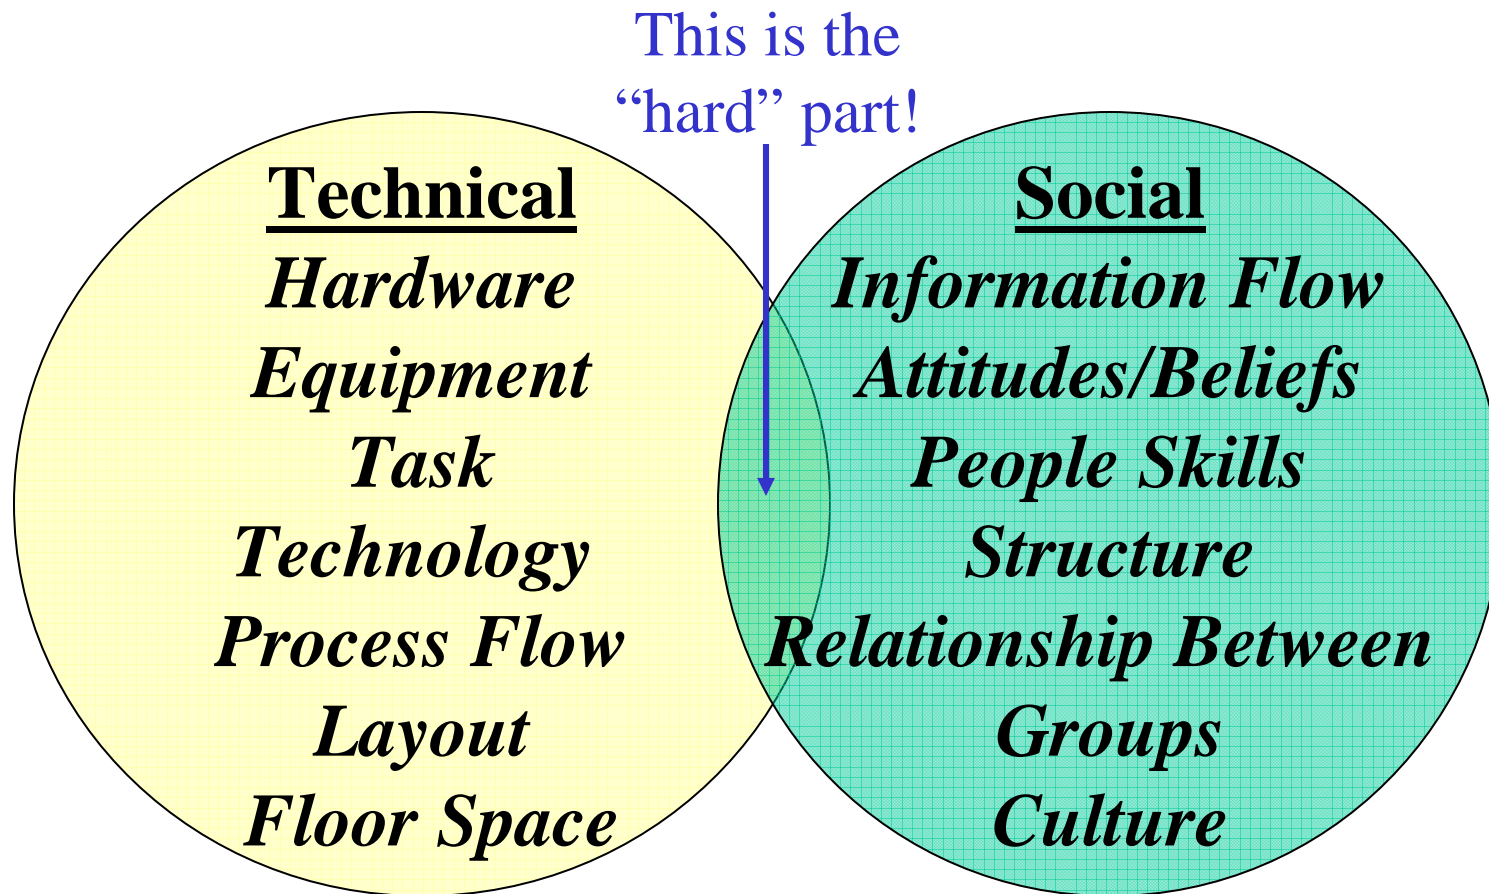 This is the
“hard” part!
Technical
Hardware
Equipment
Task
Technology
Process Flow
Layout
Floor Space
Social
Information Flow
Attitudes/Beliefs
People Skills
Structure
Relationship Between
Groups
Culture